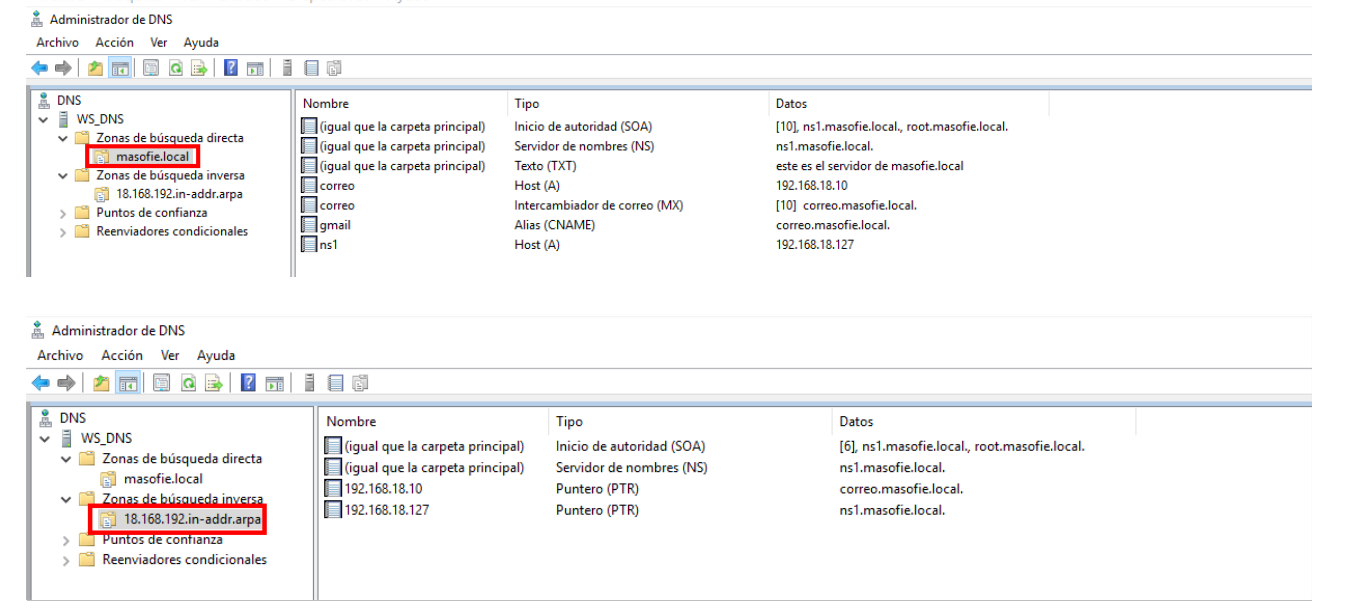 Administrador de DNS
Archivo Acción Ver Ayuda
DNS
WS_DNS
Zonas de búsqueda directa
masofie.local
Zonas de búsqueda inversa
18.168.192.in-addr.arpa
Puntos de confianza
Reenviadores condicionales
Nombre Tipo Datos
(igual que la carpeta principal) Inicio de autoridad (SOA) [10], ns1.masofie.local., root.masofie.local.
(igual que la carpeta principal) Servidor de nombres (NS) ns1.masofie.local.
(igual que la carpeta principal) Texto (TXT) este es el servidor de masofie.local
correo Host (A) 192.168.18.10
correo Intercambiador de correo (MX) [10] correo.masofie.local.
gmail Alias (CNAME) correo.masofie.local.
ns1 Host (A) 192.168.18.127
Administrador de DNS
Archivo Acción Ver Ayuda
DNS
WS_DNS
Zonas de búsqueda directa
masofie.local
Zonas de búsqueda inversa
18.168.192.in-addr.arpa
Puntos de confianza
Reenviadores condicionales
Nombre Tipo Datos
(igual que la carpeta principal) Inicio de autoridad (SOA) [6], ns1.masofie.local., root.masofie.local.
(igual que la carpeta principal) Servidor de nombres (NS) ns1.masofie.local.
192.168.18.10 Puntero (PTR) correo.masofie.local.
192.168.18.127 Puntero (PTR) ns1.masofie.local.